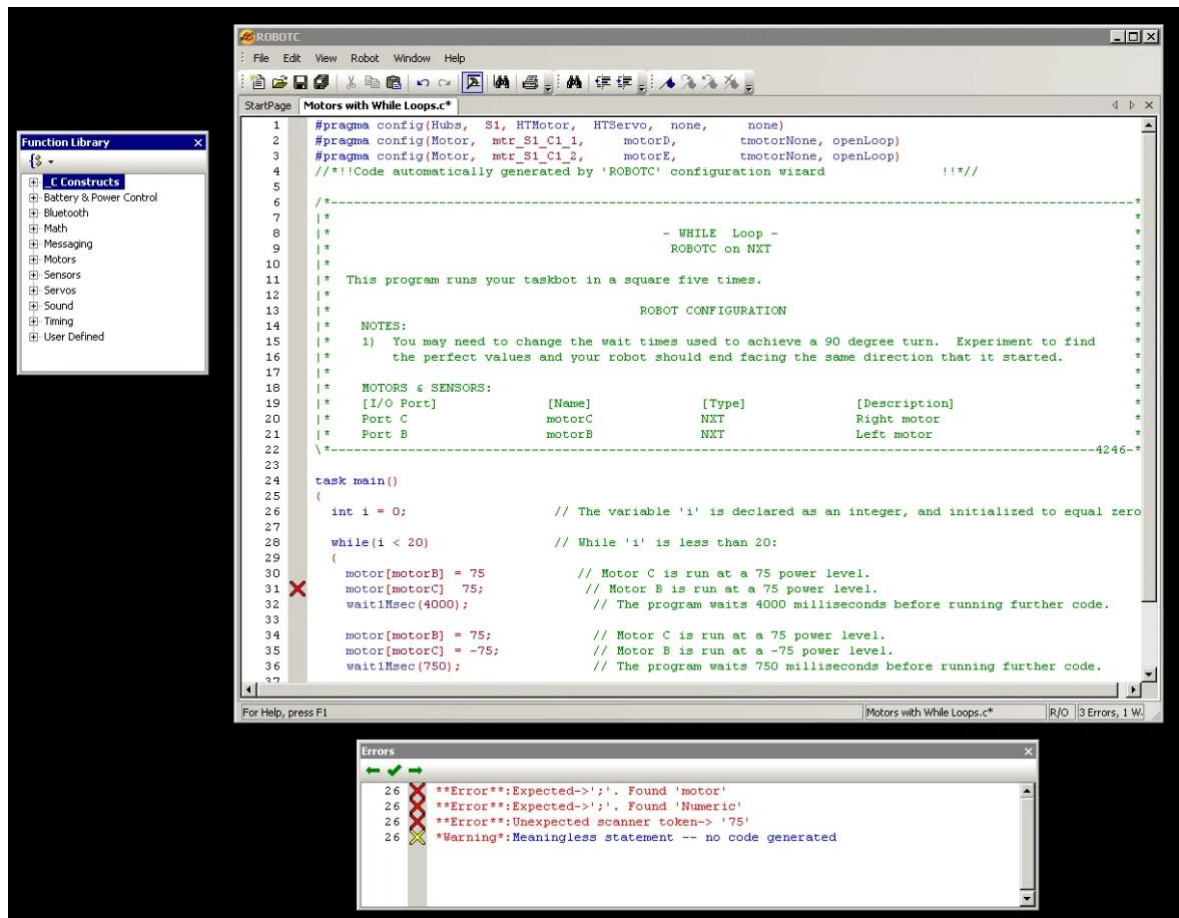 ROBOTC
File Edit View Robot Window Help
StartPage Motors with While Loops.c*
Function Library
_C Constructs
Battery & Power Control
Bluetooth
Math
Messaging
Motors
Sensors
Servos
Sound
Timing
User Defined
1 #pragma config(Hubs, S1, HTMotor, HTServo, none, none)
2 #pragma config(Motor, mtr_S1_C1_1, motorD, tmotorNone, openLoop)
3 #pragma config(Motor, mtr_S1_C1_2, motorE, tmotorNone, openLoop)
4 //*!!Code automatically generated by 'ROBOTC' configuration wizard !!*//
5
6 /*--------------------------------------------------------------------*
7 |* *
8 |* - WHILE Loop - *
9 |* ROBOTC on NXT *
10 |* *
11 |* This program runs your taskbot in a square five times. *
12 |* *
13 |* ROBOT CONFIGURATION *
14 |* NOTES: *
15 |* 1) You may need to change the wait times used to achieve a 90 degree turn. Experiment to find *
16 |* the perfect values and your robot should end facing the same direction that it started. *
17 |* *
18 |* MOTORS & SENSORS: *
19 |* [I/O Port] [Name] [Type] [Description] *
20 |* Port C motorC NXT Right motor *
21 |* Port B motorB NXT Left motor *
22 \*--------------------------------------------------------------------4246-*
23
24 task main()
25 {
26 int i = 0; // The variable 'i' is declared as an integer, and initialized to equal zero
27
28 while(i < 20) // While 'i' is less than 20:
29 {
30 motor[motorB] = 75 // Motor C is run at a 75 power level.
31 motor[motorC] 75; // Motor B is run at a 75 power level.
32 wait1Msec(4000); // The program waits 4000 milliseconds before running further code.
33
34 motor[motorB] = 75; // Motor C is run at a 75 power level.
35 motor[motorC] = -75; // Motor B is run at a -75 power level.
36 wait1Msec(750); // The program waits 750 milliseconds before running further code.
37
For Help, press F1 Motors with While Loops.c* R/O 3 Errors, 1 W.
Errors
26 **Error**:Expected->';'. Found 'motor'
26 **Error**:Expected->';'. Found 'Numeric'
26 **Error**:Unexpected scanner token-> '75'
26 *Warning*:Meaningless statement -- no code generated